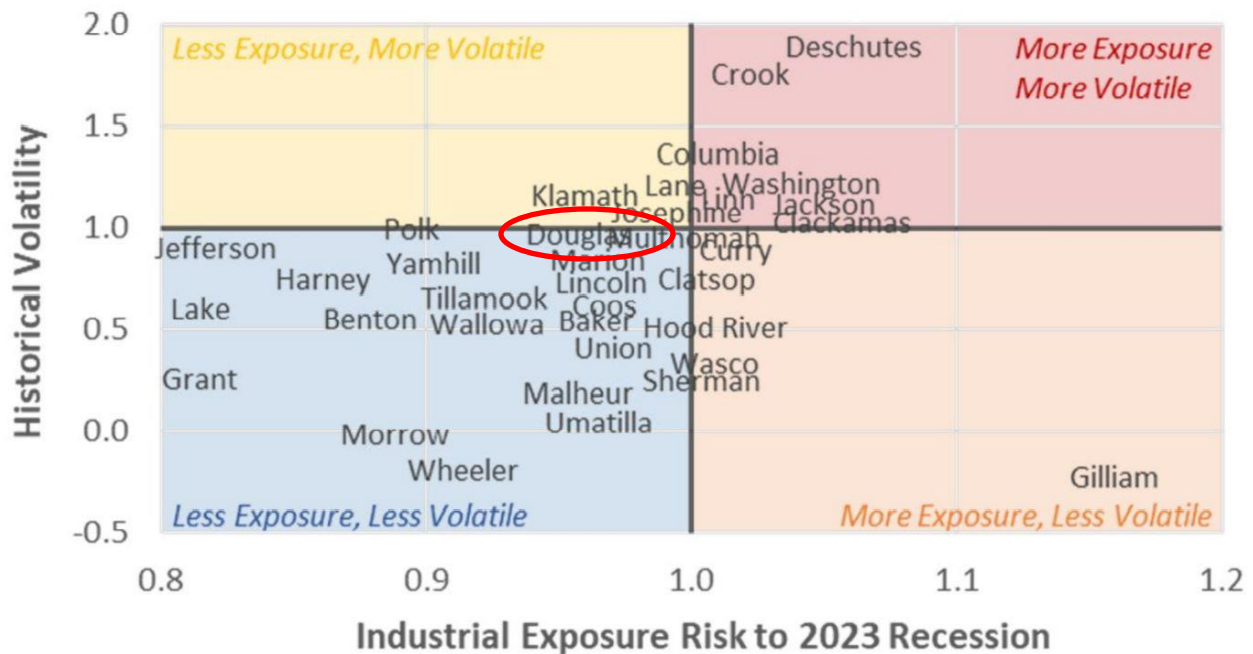 2.0
Less Exposure, More Volatile
Deschutes
More Exposure
Crook
More Volatile
1.5
Columbia
Klamath
Lane
Washington
Linn
Jackson
Josephine
Clackamas
1.0
Polk
Douglas
Multnomah
Jefferson
Curry
Yamhill
Marion
Harney
Lincoln
Clatsop
Tillamook
Coos
Lake
Benton
Wallowa
Baker
Hood River
0.5
Union
Wasco
Grant
Sherman
Malheur
Umatilla
0.0
Morrow
Wheeler
Gilliam
Less Exposure, Less Volatile
More Exposure, Less Volatile
-0.5
0.8 0.9 1.0 1.1 1.2
Historical Volatility
Industrial Exposure Risk to 2023 Recession